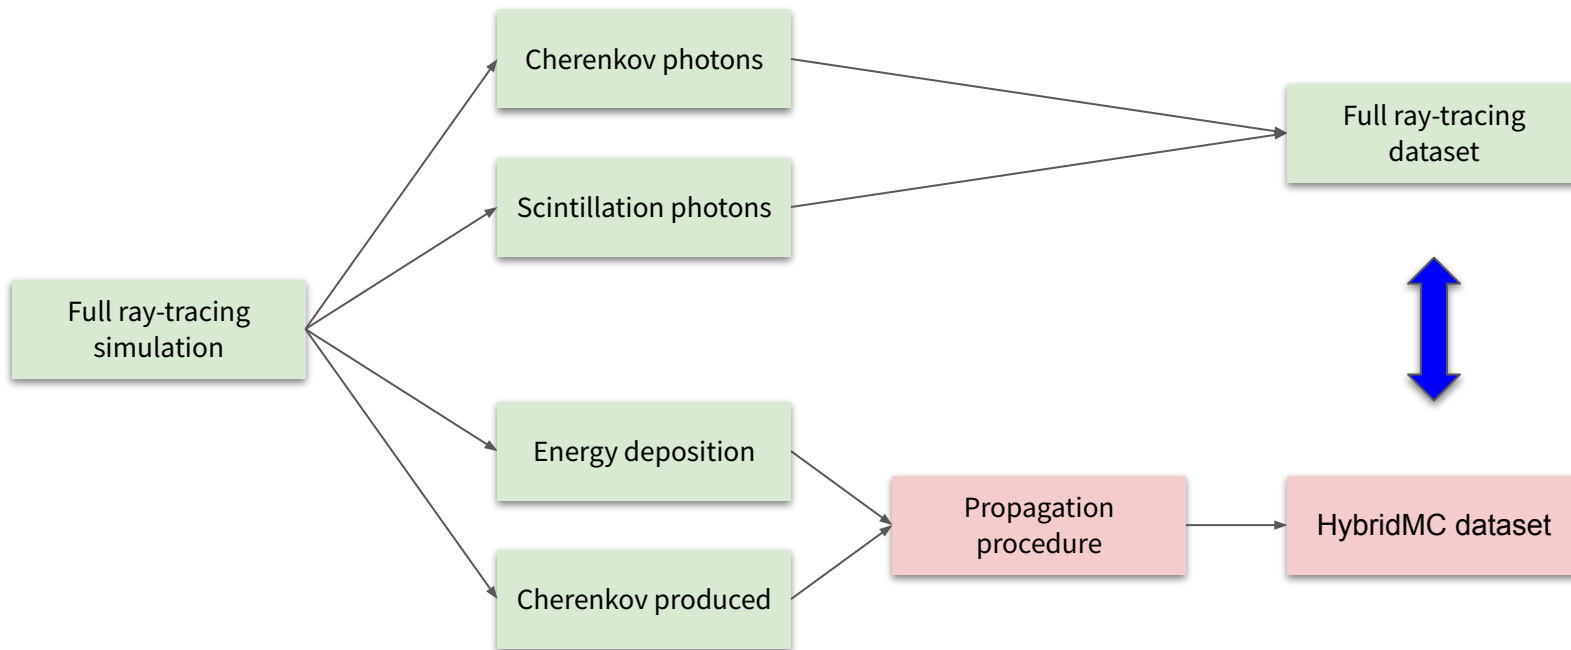 Cherenkov photons
Full ray-tracing
dataset
Scintillation photons
Full ray-tracing
simulation
Energy deposition
Propagation
procedure
HybridMC dataset
Cherenkov produced